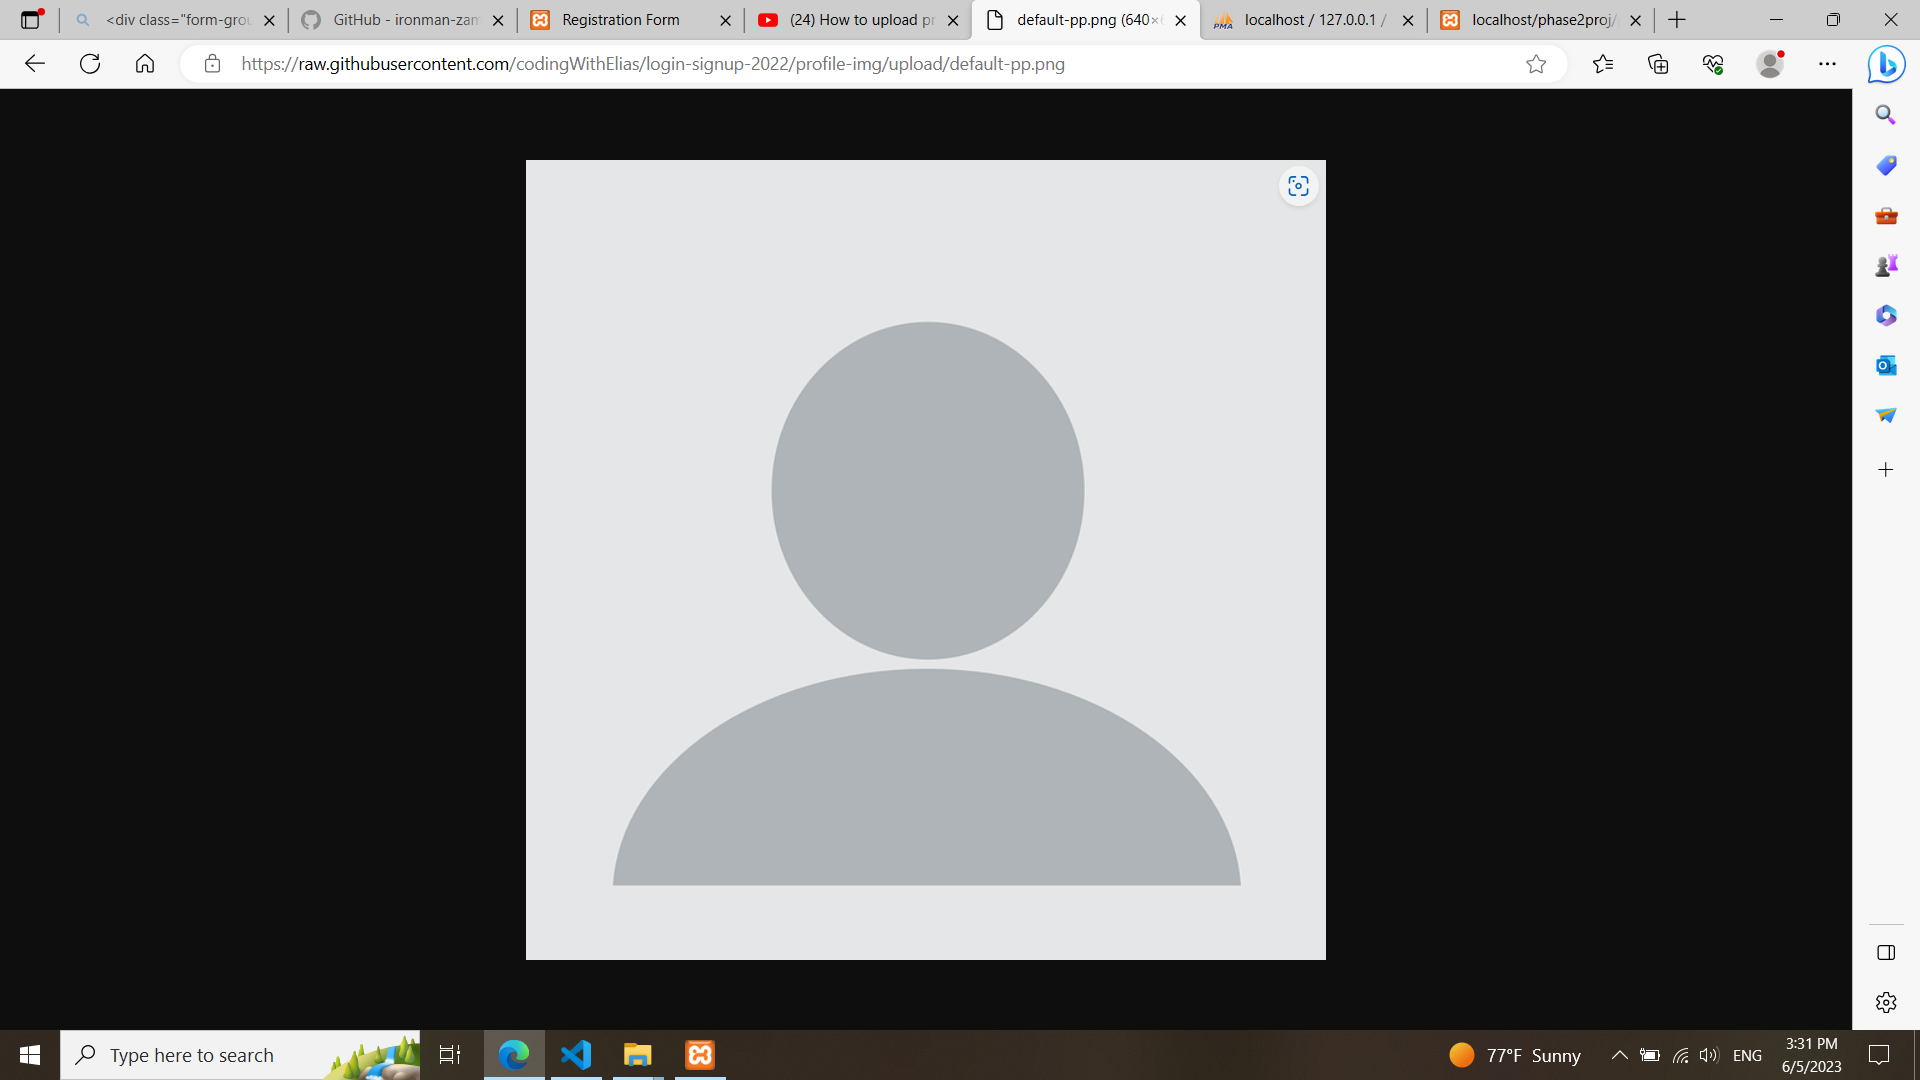 <div class="form-grou
GitHub - ironman-zam
Registration Form
(24) How to upload pr
default-pp.png (640×6
localhost / 127.0.0.1 /
localhost/phase2proj/
https://raw.githubusercontent.com/codingWithElias/login-signup-2022/profile-img/upload/default-pp.png
Type here to search
77°F Sunny
ENG
3:31 PM
6/5/2023